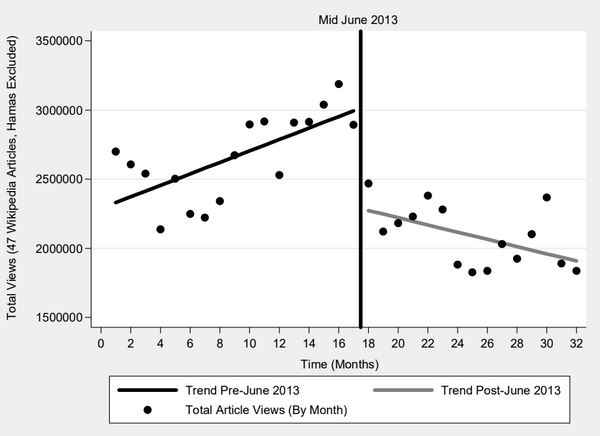 Mid June 2013
Total Views (47 Wikipedia Articles, Hamas Excluded)
3500000
3000000
2500000
2000000
1500000
0 2 4 6 8 10 12 14 16 18 20 22 24 26 28 30 32
Time (Months)
Trend Pre-June 2013 Trend Post-June 2013
Total Article Views (By Month)